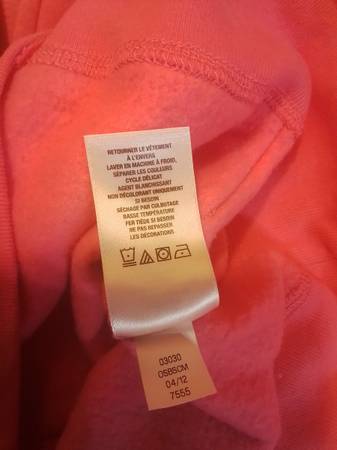 RETOURNER LE VÊTEMENT
À L'ENVERS
LAVER EN MACHINE À FROID,
SÉPARER LES COULEURS
CYCLE DÉLICAT
AGENT BLANCHISSANT
NON DÉCOLORANT UNIQUEMENT
SI BESOIN
SÉCHAGE PAR CULBUTAGE
BASSE TEMPÉRATURE
FER TIÈDE SI BESOIN
NE PAS REPASSER
LES DÉCORATIONS
03030
OSBSCM
04/12
7555